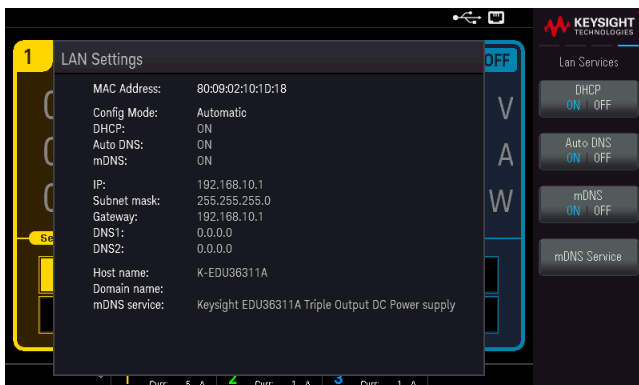 KEYSIGHT
TECHNOLOGIES
1
OFF
LAN Settings
Lan Services
MAC Address: 80:09:02:10:1D:18
Config Mode: Automatic
DHCP: ON
Auto DNS: ON
mDNS: ON
IP: 192.168.10.1
Subnet mask: 255.255.255.0
Gateway: 192.168.10.1
DNS1: 0.0.0.0
DNS2: 0.0.0.0
Host name: K-EDU36311A
Domain name:
mDNS service: Keysight EDU36311A Triple Output DC Power supply
V
A
W
Se
DHCP
ON | OFF
Auto DNS
ON | OFF
mDNS
ON | OFF
mDNS Service
1 2 3